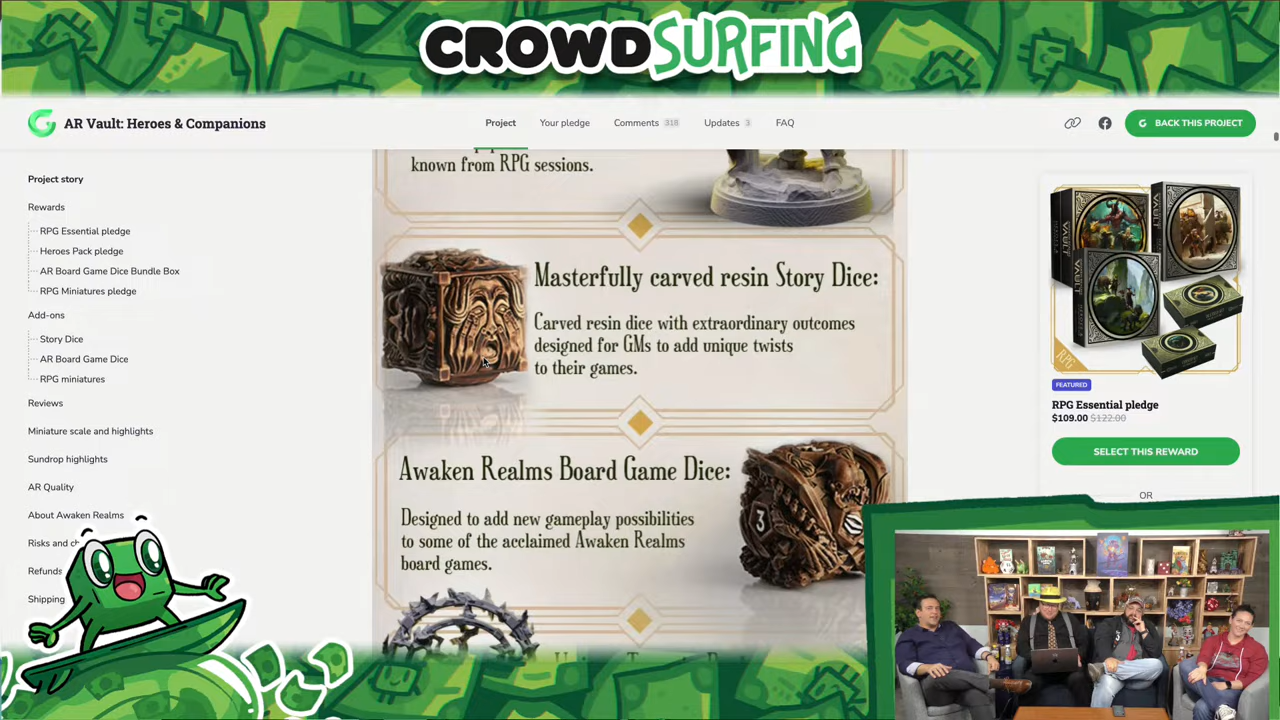 CROWDSURFING
AR Vault: Heroes & Companions
Project
Your pledge
Comments 318
Updates 3
FAQ
BACK THIS PROJECT
Project story
Rewards
RPG Essential pledge
Heroes Pack pledge
AR Board Game Dice Bundle Box
RPG Miniatures pledge
Add-ons
Story Dice
AR Board Game Dice
RPG miniatures
Reviews
Miniature scale and highlights
Sundrop highlights
AR Quality
About Awaken Realms
Risks and ch
Refunds
Shipping
known from RPG sessions.
Masterfully carved resin Story Dice:
Carved resin dice with extraordinary outcomes
designed for GMs to add unique twists
to their games.
Awaken Realms Board Game Dice:
Designed to add new gameplay possibilities
to some of the acclaimed Awaken Realms
board games.
3
VAULT
VAULT
VAULT
RPG
FEATURED
RPG Essential pledge
$109.00 $122.00
SELECT THIS REWARD
OR